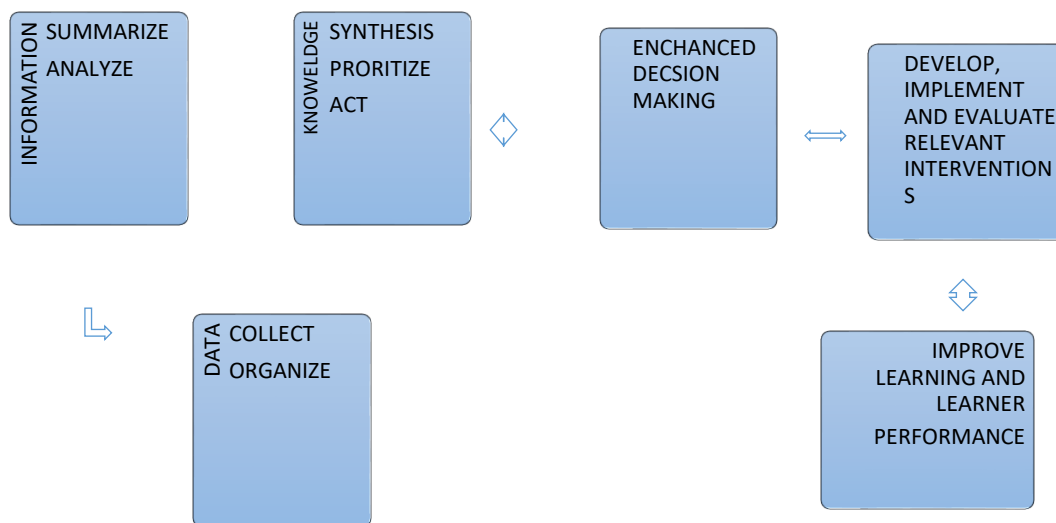 INFORMATION
SUMMARIZE
ANALYZE
KNOWELDGE
SYNTHESIS
PRORITIZE
ACT
ENCHANCED
DECSION
MAKING
DEVELOP,
IMPLEMENT
AND EVALUATE
RELEVANT
INTERVENTION
S
DATA
COLLECT
ORGANIZE
IMPROVE
LEARNING AND
LEARNER
PERFORMANCE